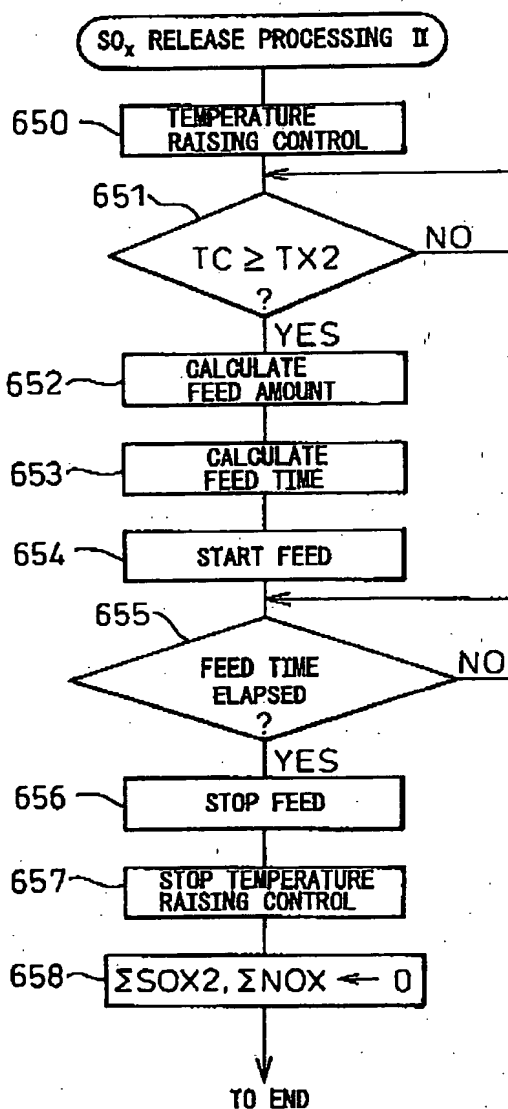 SOx RELEASE PROCESSING II
650
TEMPERATURE
RAISING CONTROL
651
TC ≥ TX2
?
NO
YES
652
CALCULATE
FEED AMOUNT
653
CALCULATE
FEED TIME
654
START FEED
655
FEED TIME
ELAPSED
?
NO
YES
656
STOP FEED
657
STOP TEMPERATURE
RAISING CONTROL
658
ΣSOX2, ΣNOX ← 0
TO END